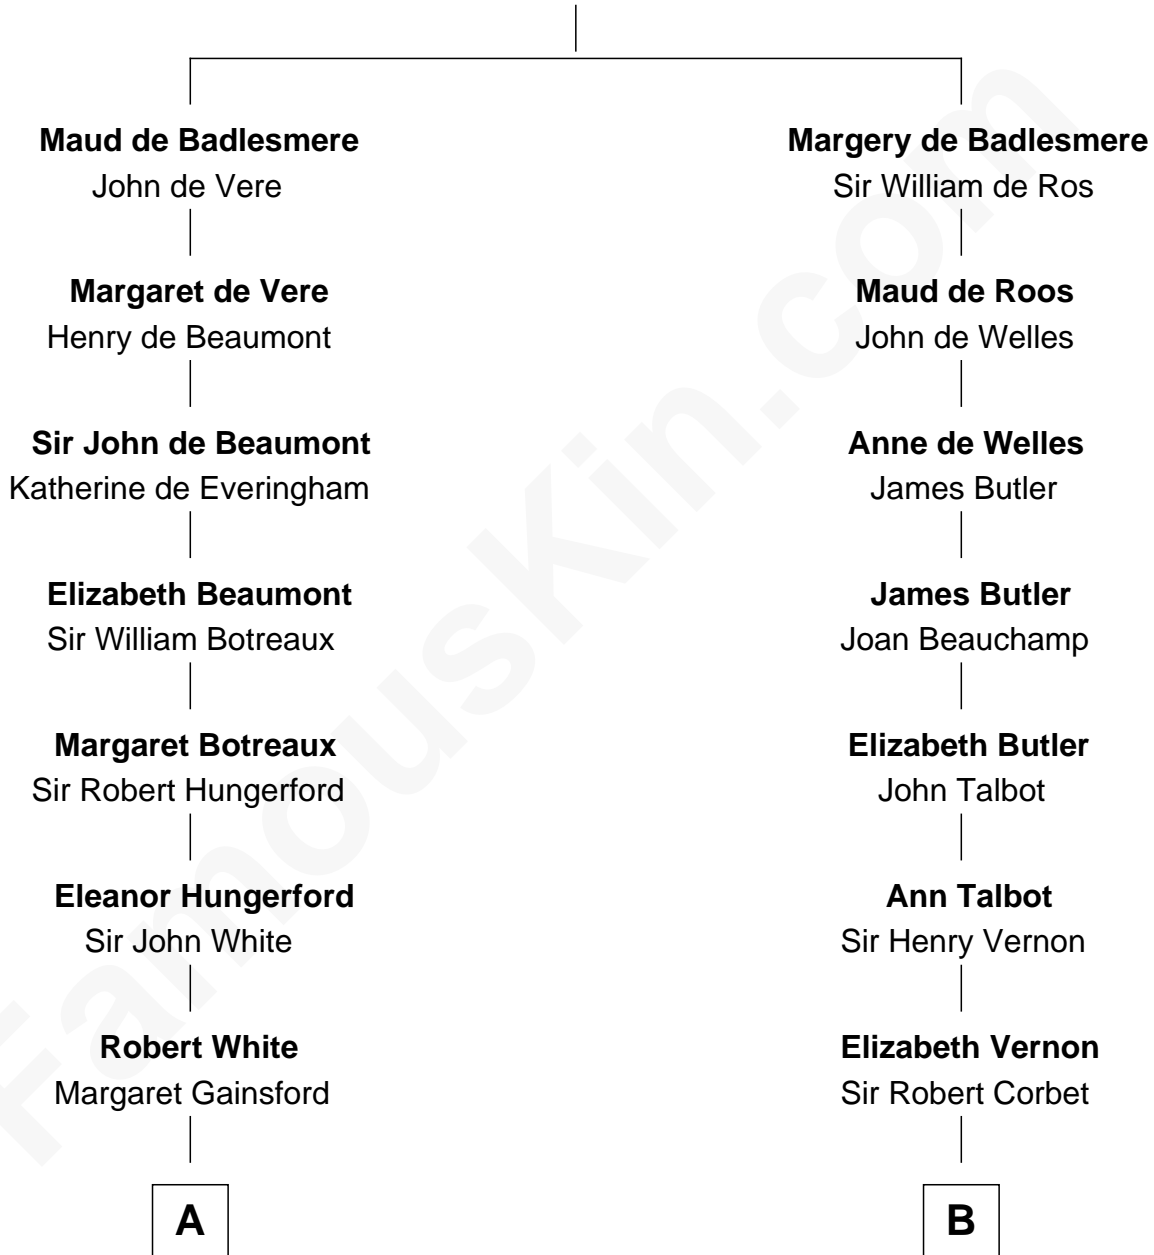 Maud de Badlesmere
John de Vere
Margaret de Vere
Henry de Beaumont
Sir John de Beaumont
Katherine de Everingham
Elizabeth Beaumont
Sir William Botreaux
Margaret Botreaux
Sir Robert Hungerford
Eleanor Hungerford
Sir John White
Robert White
Margaret Gainsford
A
Margery de Badlesmere
Sir William de Ros
Maud de Roos
John de Welles
Anne de Welles
James Butler
James Butler
Joan Beauchamp
Elizabeth Butler
John Talbot
Ann Talbot
Sir Henry Vernon
Elizabeth Vernon
Sir Robert Corbet
B
FamousKin.com